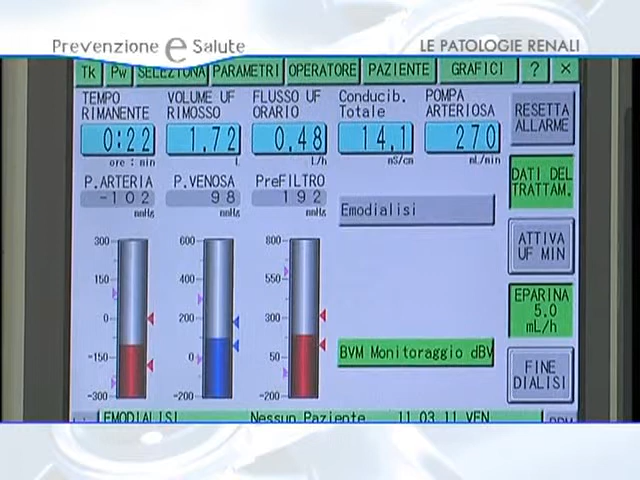 Prevenzione e Salute
LE PATOLOGIE RENALI
Tk Pw SELEZIONA PARAMETRI OPERATORE PAZIENTE GRAFICI ? ×
TEMPO RIMANENTE
0:22
ore : min
VOLUME UF RIMOSSO
1,72
L
FLUSSO UF ORARIO
0,48
L/h
Conducib. Totale
14,1
mS/cm
POMPA ARTERIOSA
270
mL/min
RESETTA
ALLARME
P.ARTERIA
-102
mmHg
P.VENOSA
98
mmHg
PreFILTRO
192
mmHg
DATI DEL
TRATTAM.
Emodialisi
300
150
0
-150
-300
600
400
200
0
-200
800
550
300
50
-200
ATTIVA
UF MIN
EPARINA
5.0
mL/h
BVM Monitoraggio dBV
FINE
DIALISI
EMODIALISI Nessun Paziente 11 03 11 VEN